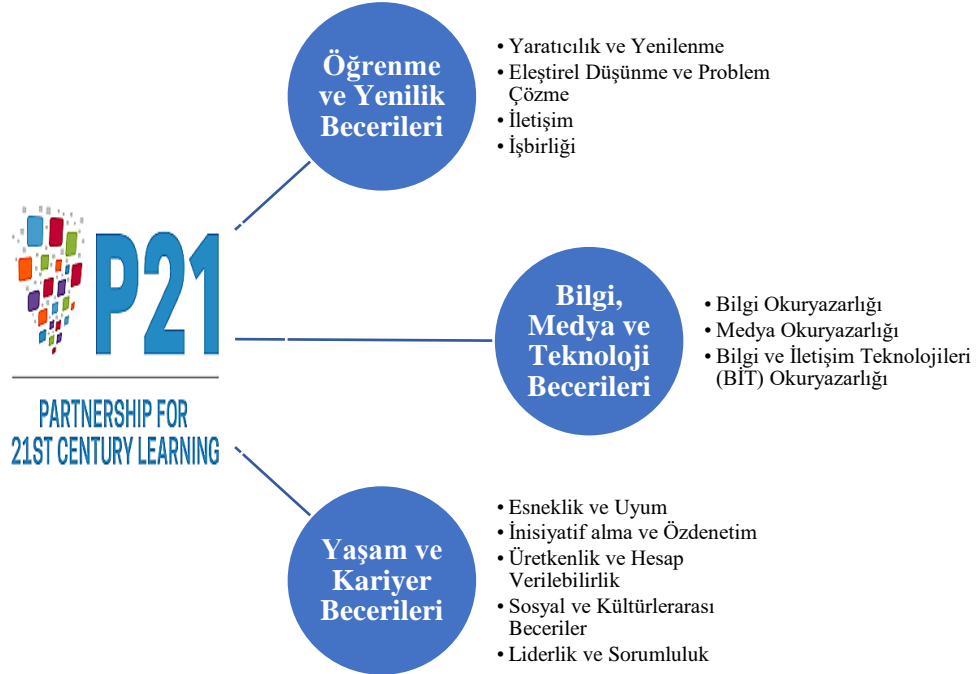 Öğrenme
ve Yenilik
Becerileri
• Yaratıcılık ve Yenilenme
• Eleştirel Düşünme ve Problem
Çözme
• İletişim
• İşbirliği
P21
PARTNERSHIP FOR
21ST CENTURY LEARNING
Bilgi,
Medya ve
Teknoloji
Becerileri
• Bilgi Okuryazarlığı
• Medya Okuryazarlığı
• Bilgi ve İletişim Teknolojileri
(BİT) Okuryazarlığı
Yaşam ve
Kariyer
Becerileri
• Esneklik ve Uyum
• İnisiyatif alma ve Özdenetim
• Üretkenlik ve Hesap
Verilebilirlik
• Sosyal ve Kültürlerarası
Beceriler
• Liderlik ve Sorumluluk